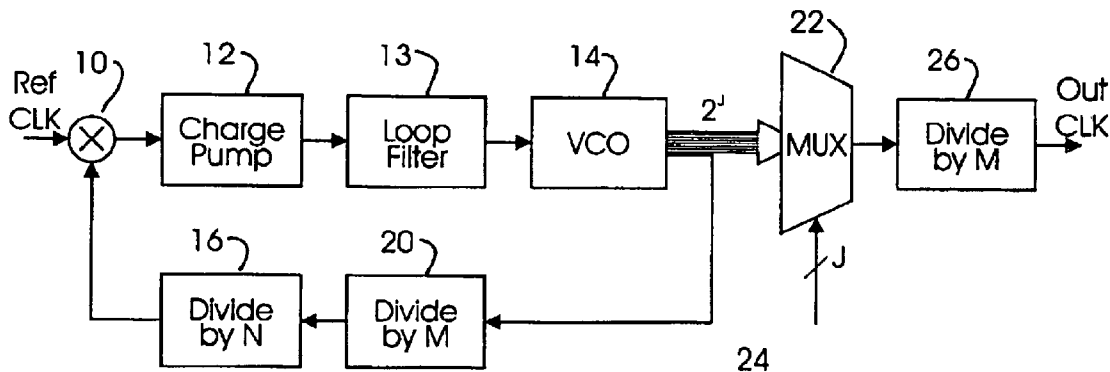 10
12
13
14
22
26
Ref
CLK
Charge
Pump
Loop
Filter
VCO
2^J
MUX
Divide
by M
Out
CLK
16
20
Divide
by N
Divide
by M
J
24